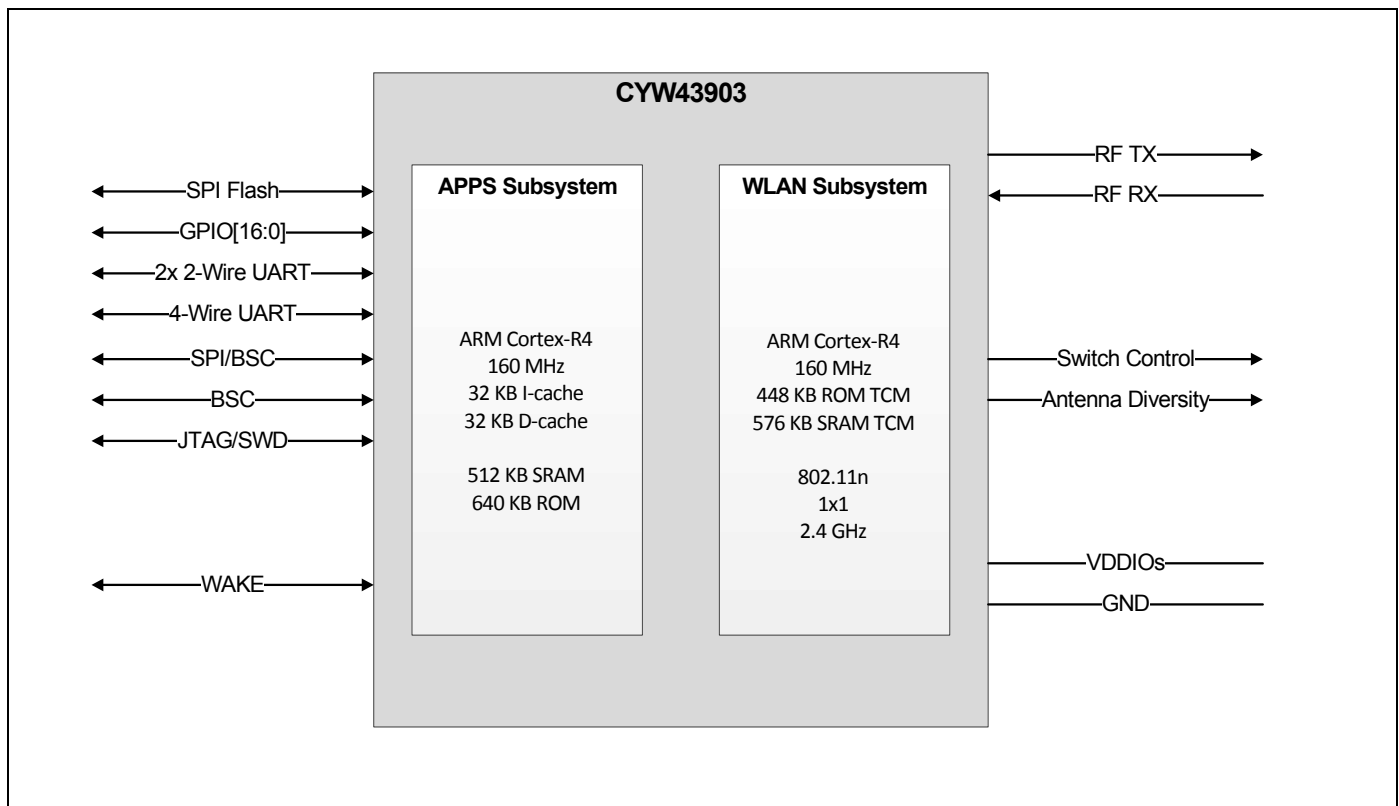 CYW43903
SPI Flash
GPIO[16:0]
2x 2-Wire UART
4-Wire UART
SPI/BSC
BSC
JTAG/SWD
WAKE
APPS Subsystem
ARM Cortex-R4
160 MHz
32 KB I-cache
32 KB D-cache
512 KB SRAM
640 KB ROM
WLAN Subsystem
ARM Cortex-R4
160 MHz
448 KB ROM TCM
576 KB SRAM TCM
802.11n
1x1
2.4 GHz
RF TX
RF RX
Switch Control
Antenna Diversity
VDDIOs
GND